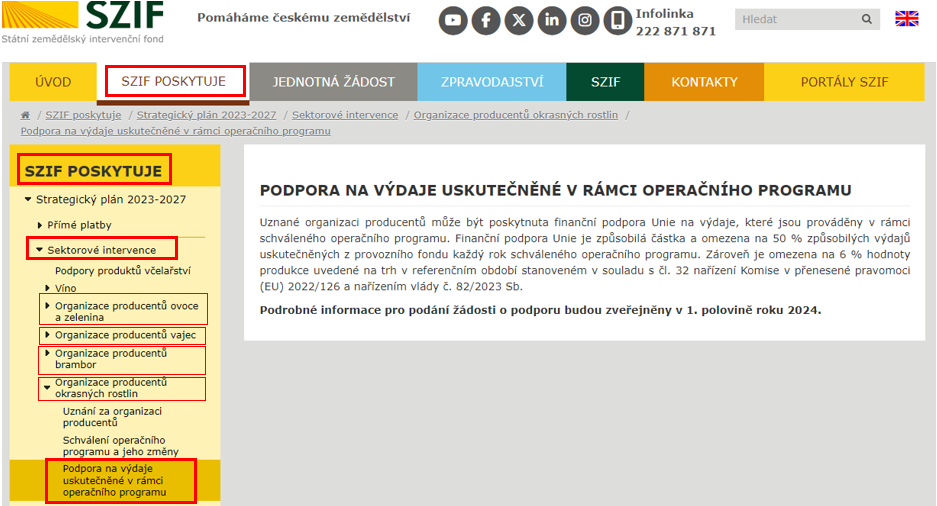 SZIF
Státní zemědělský intervenční fond
Pomáháme českému zemědělství
Infolinka
222 871 871
Hledat
ÚVOD
SZIF POSKYTUJE
JEDNOTNÁ ŽÁDOST
ZPRAVODAJSTVÍ
SZIF
KONTAKTY
PORTÁLY SZIF
/ SZIF poskytuje / Strategický plán 2023-2027 / Sektorové intervence / Organizace producentů okrasných rostlin /
Podpora na výdaje uskutečněné v rámci operačního programu
SZIF POSKYTUJE
Strategický plán 2023-2027
Přímé platby
Sektorové intervence
Podpory produktů včelařství
Víno
Organizace producentů ovoce
a zelenina
Organizace producentů vajec
Organizace producentů
brambor
Organizace producentů
okrasných rostlin
Uznání za organizaci
producentů
Schválení operačního
programu a jeho změny
Podpora na výdaje
uskutečněné v rámci
operačního programu
PODPORA NA VÝDAJE USKUTEČNĚNÉ V RÁMCI OPERAČNÍHO PROGRAMU
Uznané organizaci producentů může být poskytnuta finanční podpora Unie na výdaje, které jsou prováděny v rámci
schváleného operačního programu. Finanční podpora Unie je způsobilá částka a omezena na 50 % způsobilých výdajů
uskutečněných z provozního fondu každý rok schváleného operačního programu. Zároveň je omezena na 6 % hodnoty
produkce uvedené na trh v referenčním období stanoveném v souladu s čl. 32 nařízení Komise v přenesené pravomoci
(EU) 2022/126 a nařízením vlády č. 82/2023 Sb.
Podrobné informace pro podání žádosti o podporu budou zveřejněny v 1. polovině roku 2024.